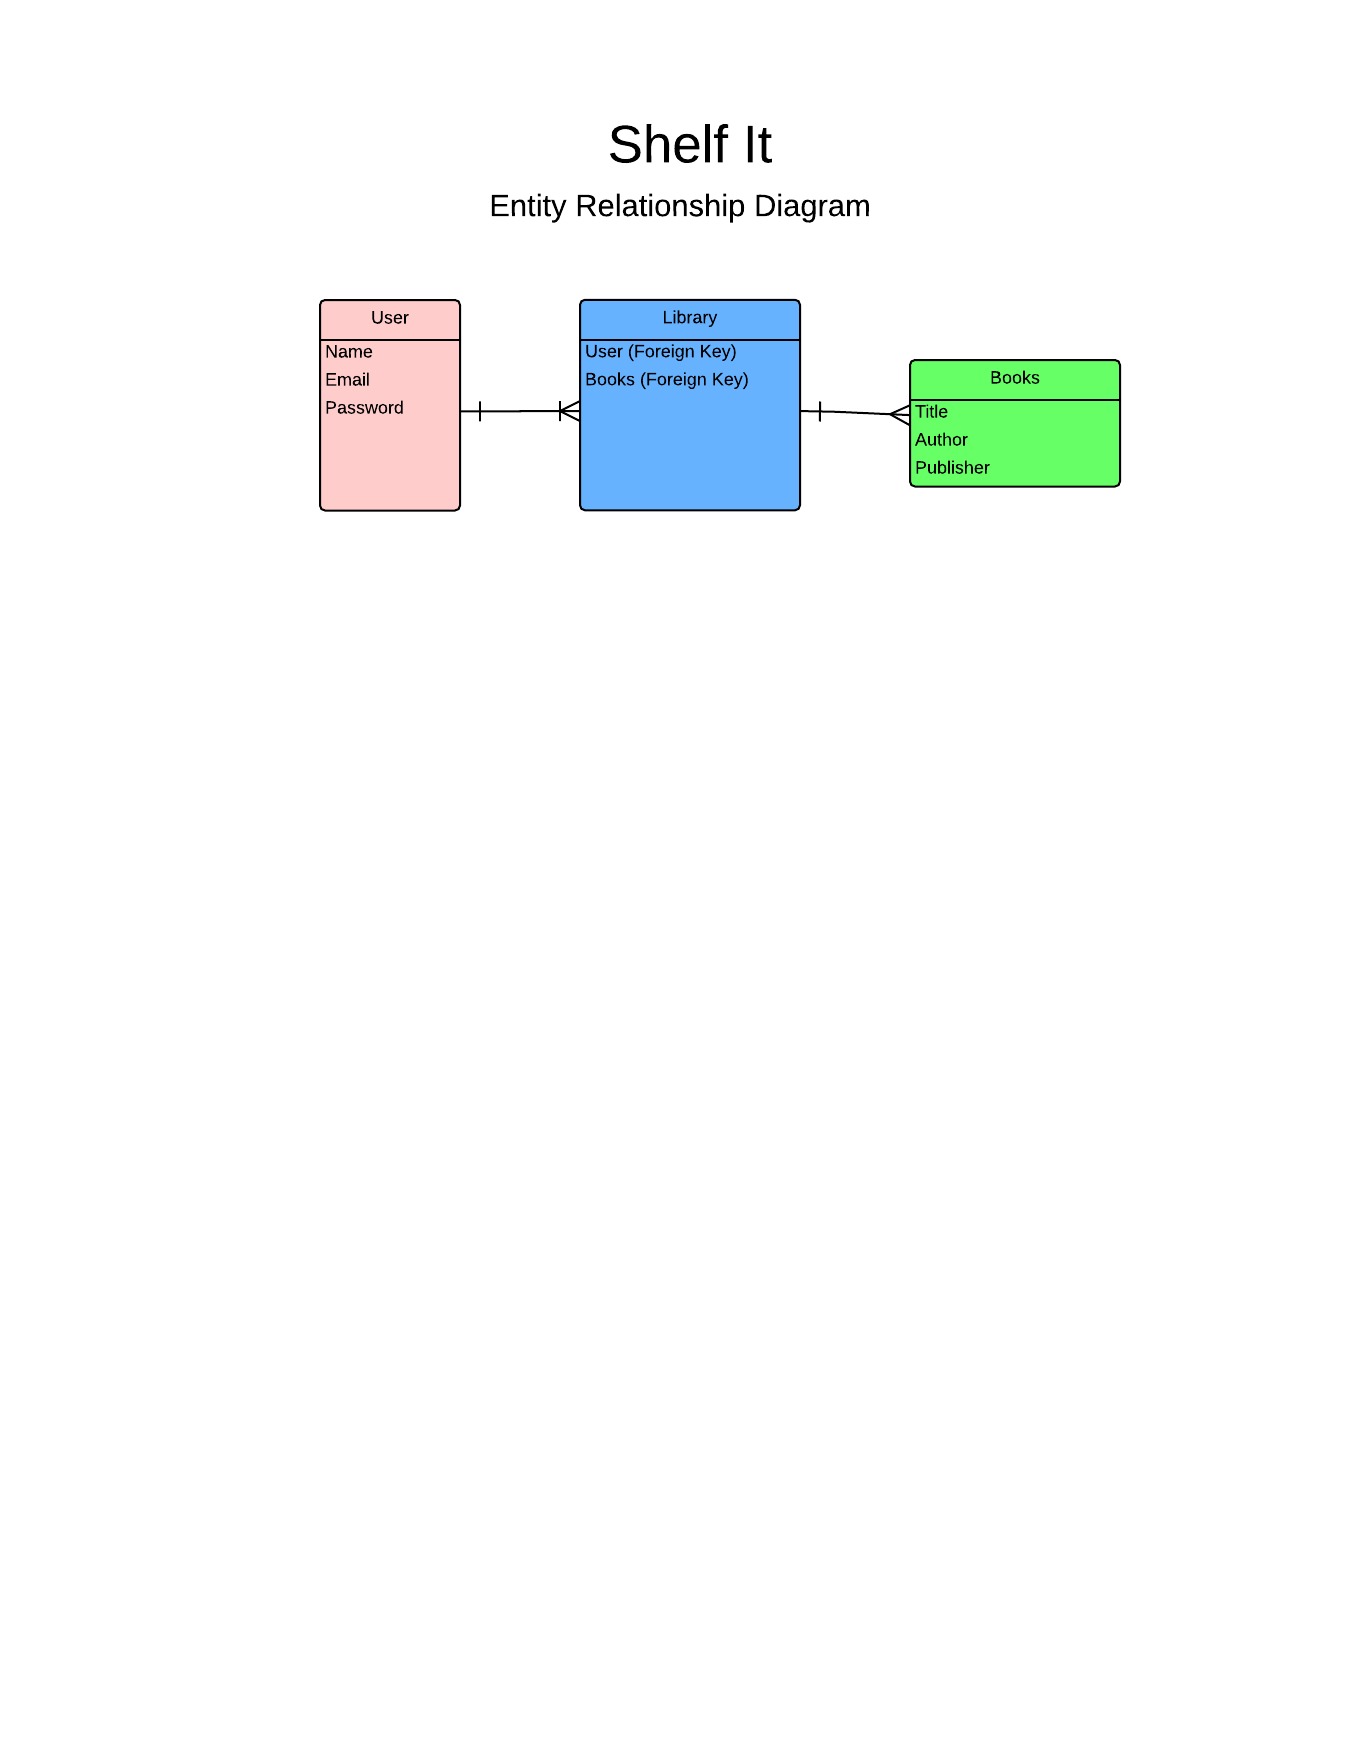 Shelf It
Entity Relationship Diagram
User
Name
Email
Password
Library
User (Foreign Key)
Books (Foreign Key)
Books
Title
Author
Publisher